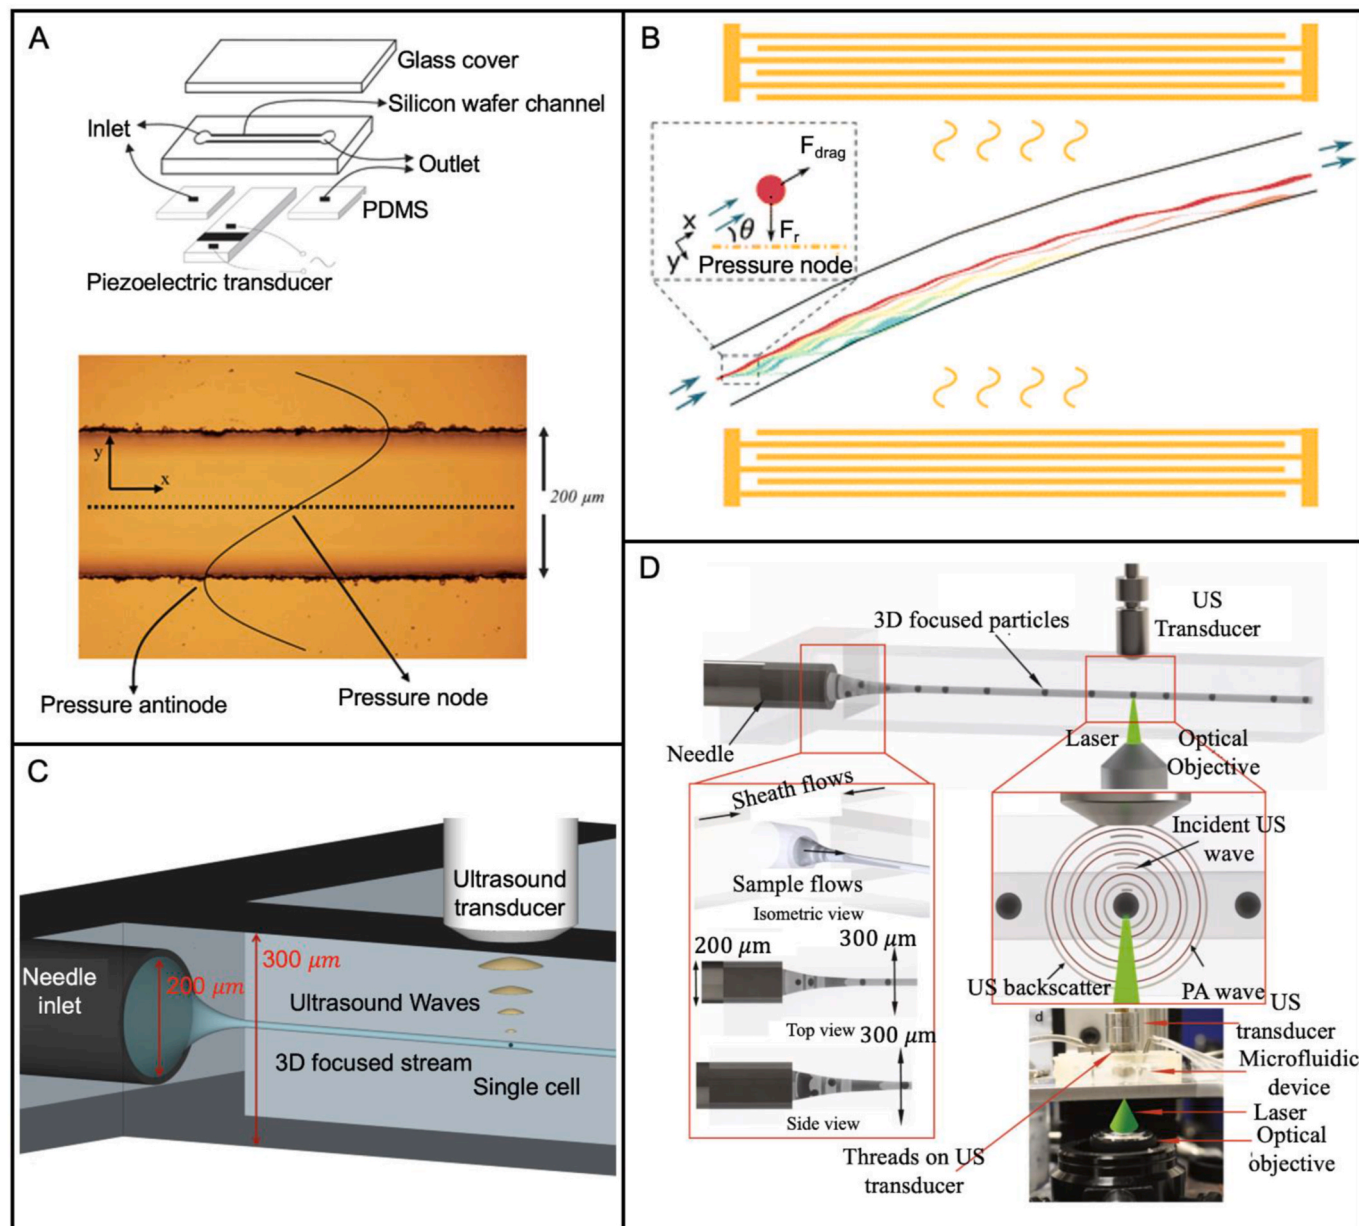 A
Glass cover
Silicon wafer channel
Inlet
Outlet
PDMS
Piezoelectric transducer
y
x
200 μm
Pressure antinode
Pressure node
B
F_drag
x
y
θ
F_r
Pressure node
C
Needle
inlet
200 μm
300 μm
Ultrasound
transducer
Ultrasound Waves
3D focused stream
Single cell
D
US
Transducer
3D focused particles
Needle
Laser
Optical
Objective
Sheath flows
Sample flows
Isometric view
200 μm
300 μm
Top view
300 μm
Side view
Incident US
wave
US backscatter
PA wave
d
US
transducer
Microfluidic
device
Laser
Optical
objective
Threads on US
transducer